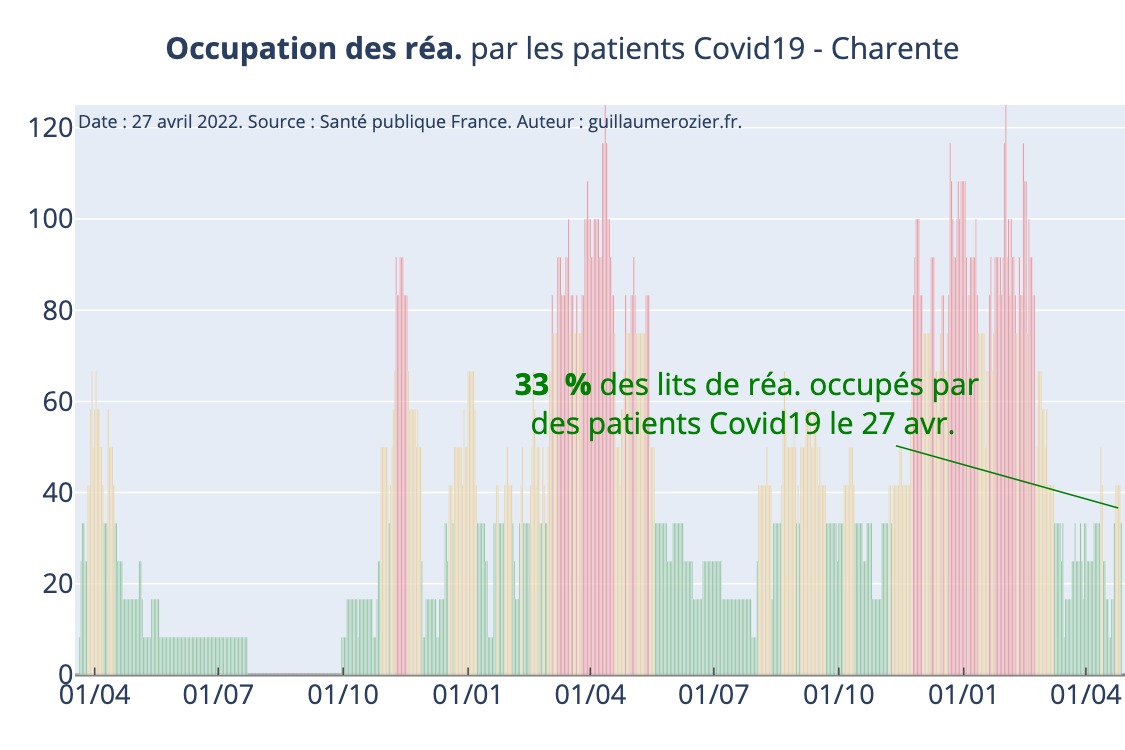 Occupation des réa. par les patients Covid19 - Charente
Date : 27 avril 2022. Source : Santé publique France. Auteur : guillaumerozier.fr.
120
100
80
60
40
20
0
33 % des lits de réa. occupés par
des patients Covid19 le 27 avr.
01/04 01/07 01/10 01/01 01/04 01/07 01/10 01/01 01/04